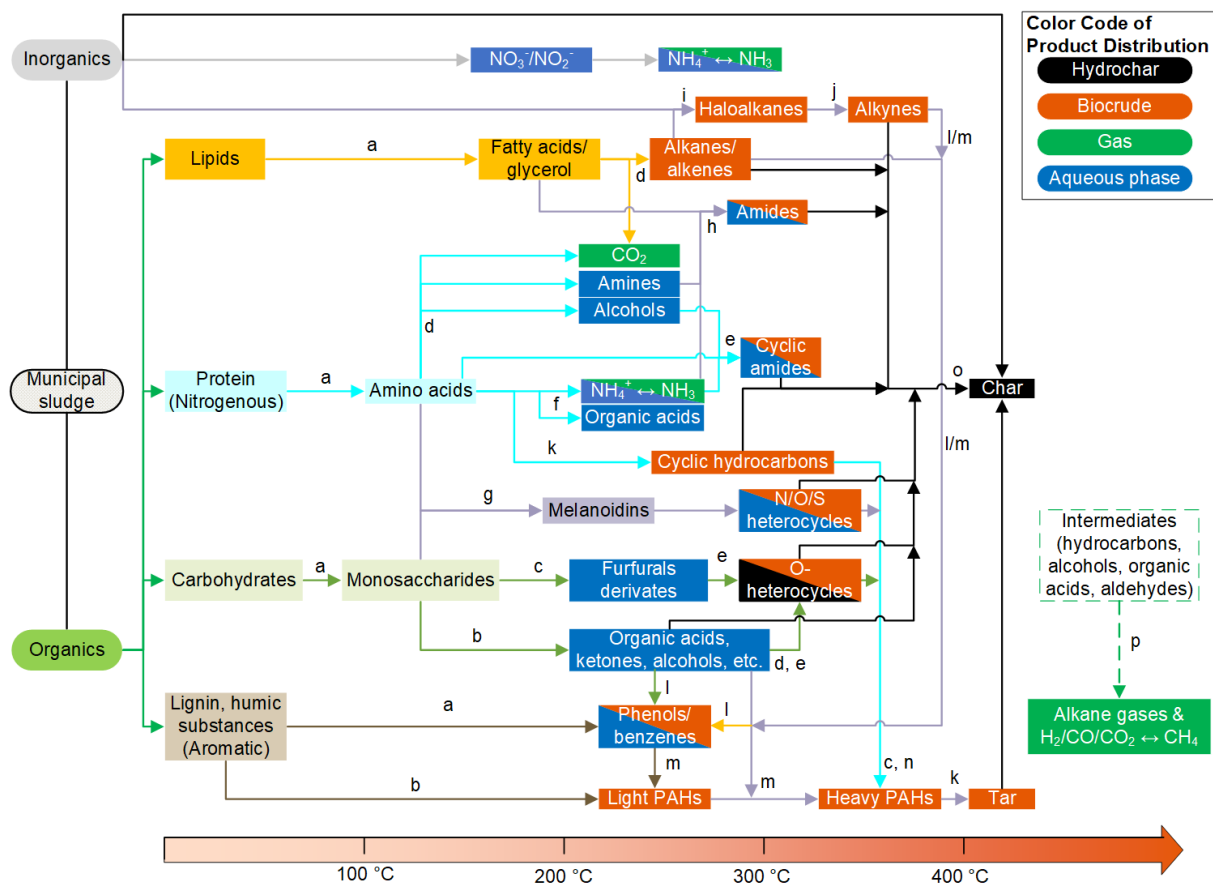 Color Code of
Product Distribution
Hydrochar
Biocrude
Gas
Aqueous phase
Inorganics
NO₃⁻/NO₂⁻
NH₄⁺ ↔ NH₃
i
Haloalkanes
j
Alkynes
l/m
Lipids
a
Fatty acids/
glycerol
d
Alkanes/
alkenes
h
Amides
CO₂
Amines
Alcohols
d
e
Cyclic
amides
Municipal
sludge
Protein
(Nitrogenous)
a
Amino acids
f
NH₄⁺ ↔ NH₃
Organic acids
o
Char
k
Cyclic hydrocarbons
l/m
g
Melanoidins
N/O/S
heterocycles
Intermediates
(hydrocarbons,
alcohols, organic
acids, aldehydes)
Carbohydrates
a
Monosaccharides
c
Furfurals
derivates
e
O-
heterocycles
Organics
b
Organic acids,
ketones, alcohols, etc.
d, e
p
l
Lignin, humic
substances
(Aromatic)
a
Phenols/
benzenes
l
Alkane gases &
H₂/CO/CO₂ ↔ CH₄
m
c, n
b
Light PAHs
m
Heavy PAHs
k
Tar
100 °C
200 °C
300 °C
400 °C